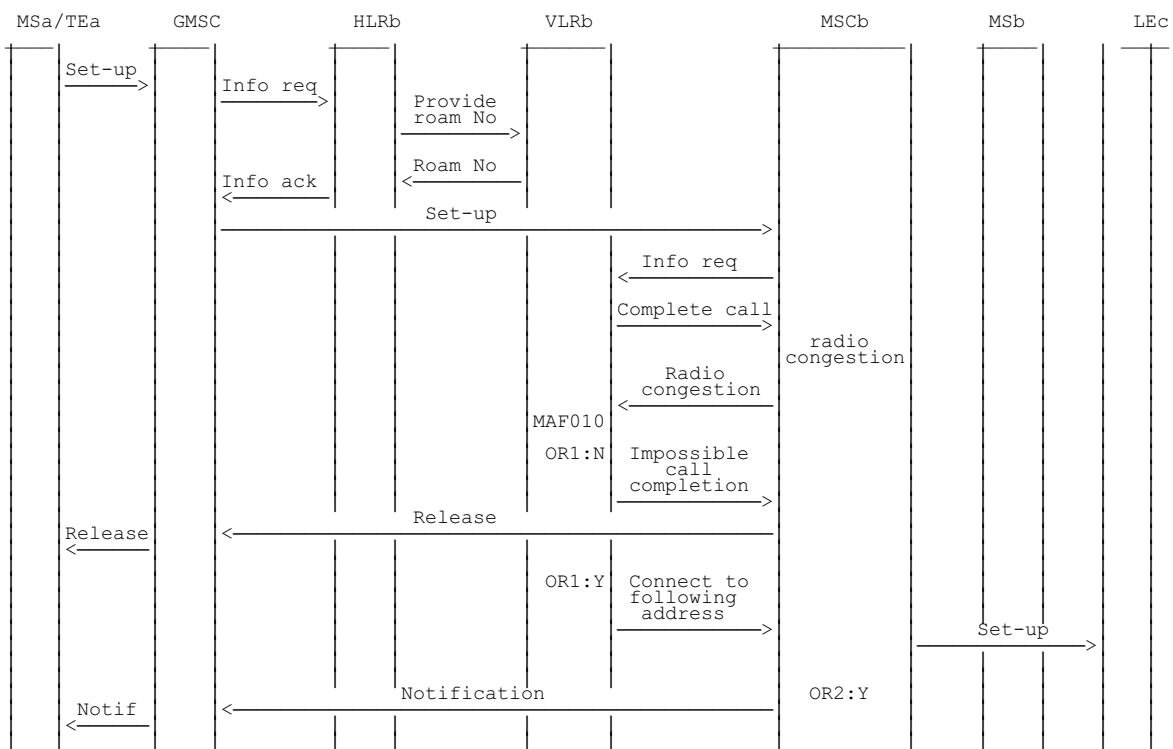 MSa/TEa GMSC HLRb VLRb MSCb MSb LEc
Set-up
Info req
Provide
roam No
Roam No
Info ack
Set-up
Info req
Complete call
radio
congestion
Radio
congestion
MAF010
OR1:N Impossible
call
completion
Release
Release
OR1:Y Connect to
following
address
Set-up
Notification OR2:Y
Notif